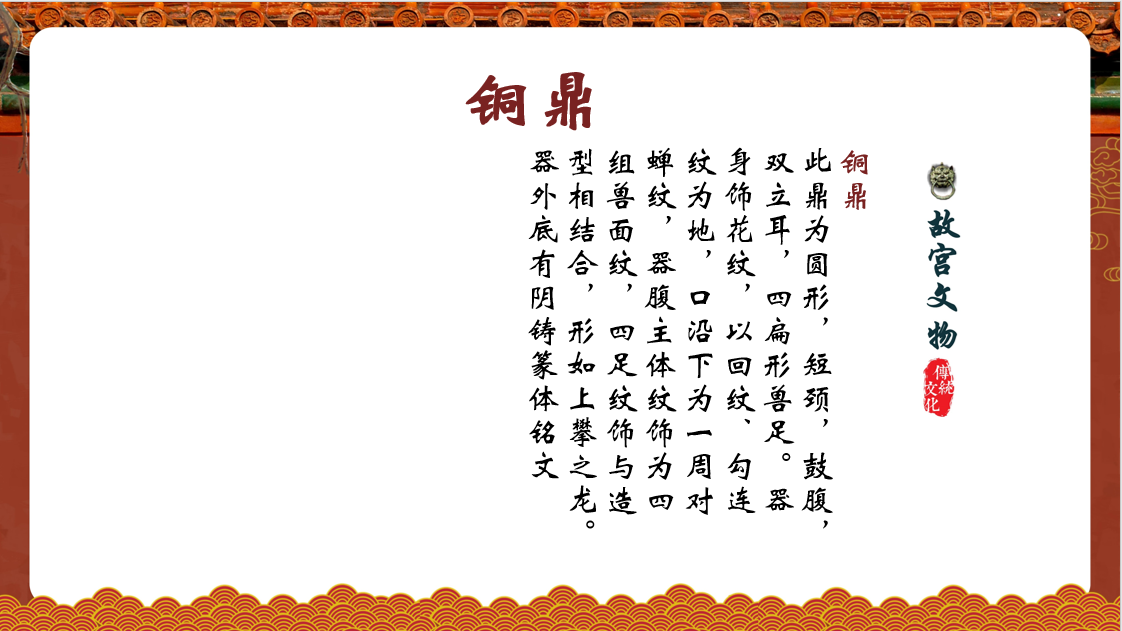 铜鼎
故宫文物
傳統
文化
铜鼎
此鼎为圆形，短颈，鼓腹，
双立耳，四扁形兽足。器
身饰花纹，以回纹、勾连
纹为地，口沿下为一周对
蝉纹，器腹主体纹饰为四
组兽面纹，四足纹饰与造
型相结合，形如上攀之龙。
器外底有阴铸篆体铭文